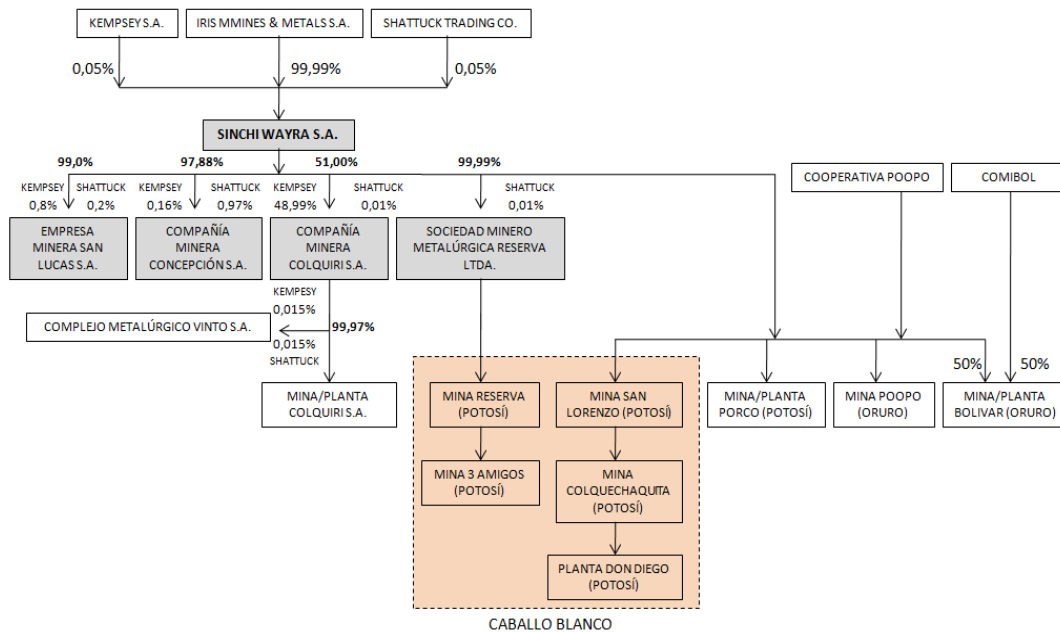 KEMPSEY S.A.
IRIS MMINES & METALS S.A.
SHATTUCK TRADING CO.
0,05%
99,99%
0,05%
SINCHI WAYRA S.A.
99,0%
97,88%
51,00%
99,99%
KEMPSEY
SHATTUCK
KEMPSEY
SHATTUCK
KEMPSEY
SHATTUCK
SHATTUCK
0,8%
0,2%
0,16%
0,97%
48,99%
0,01%
0,01%
COOPERATIVA POOPO
COMIBOL
EMPRESA
MINERA SAN
LUCAS S.A.
COMPAÑÍA
MINERA
CONCEPCIÓN S.A.
COMPAÑÍA
MINERA
COLQUIRI S.A.
SOCIEDAD MINERO
METALÚRGICA RESERVA
LTDA.
KEMPESY
0,015%
COMPLEJO METALÚRGICO VINTO S.A.
99,97%
0,015%
SHATTUCK
50%
50%
MINA/PLANTA
COLQUIRI S.A.
MINA RESERVA
(POTOSÍ)
MINA SAN
LORENZO (POTOSÍ)
MINA/PLANTA
PORCO (POTOSÍ)
MINA POOPO
(ORURO)
MINA/PLANTA
BOLIVAR (ORURO)
MINA 3 AMIGOS
(POTOSÍ)
MINA
COLQUECHAQUITA
(POTOSÍ)
PLANTA DON DIEGO
(POTOSÍ)
CABALLO BLANCO